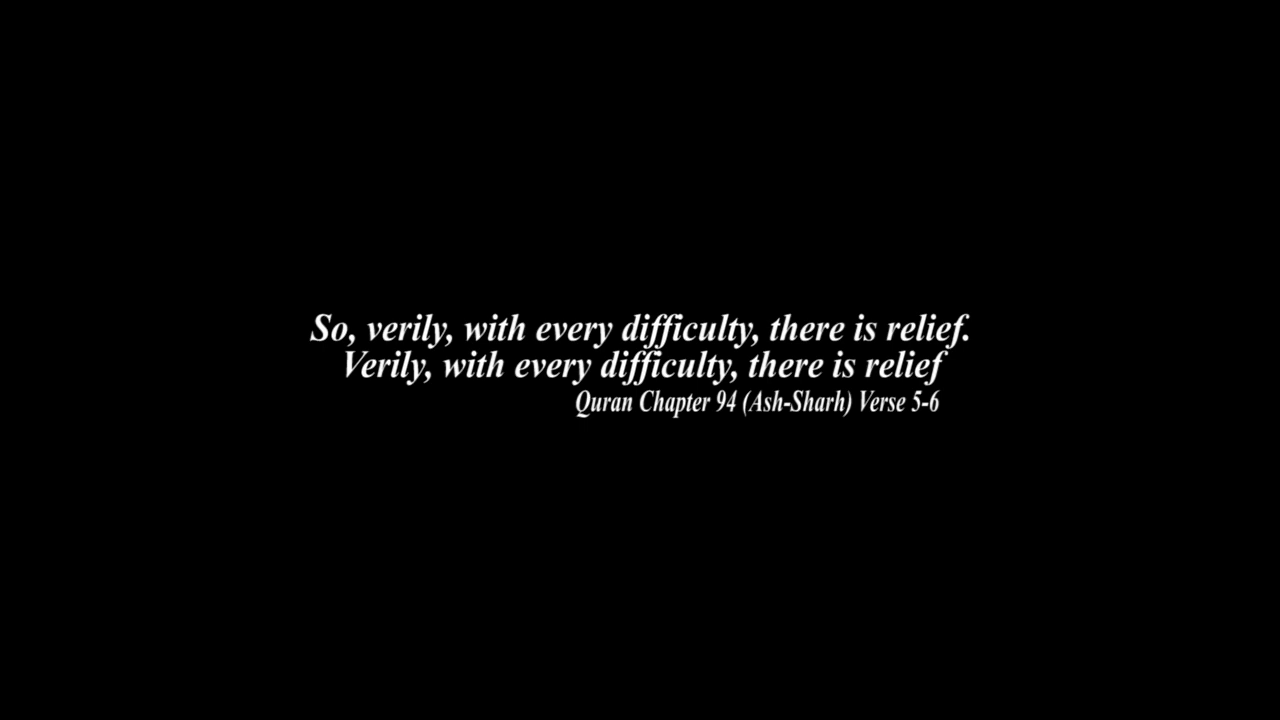 So, verily, with every difficulty, there is relief.
Verily, with every difficulty, there is relief
Quran Chapter 94 (Ash-Sharh) Verse 5-6